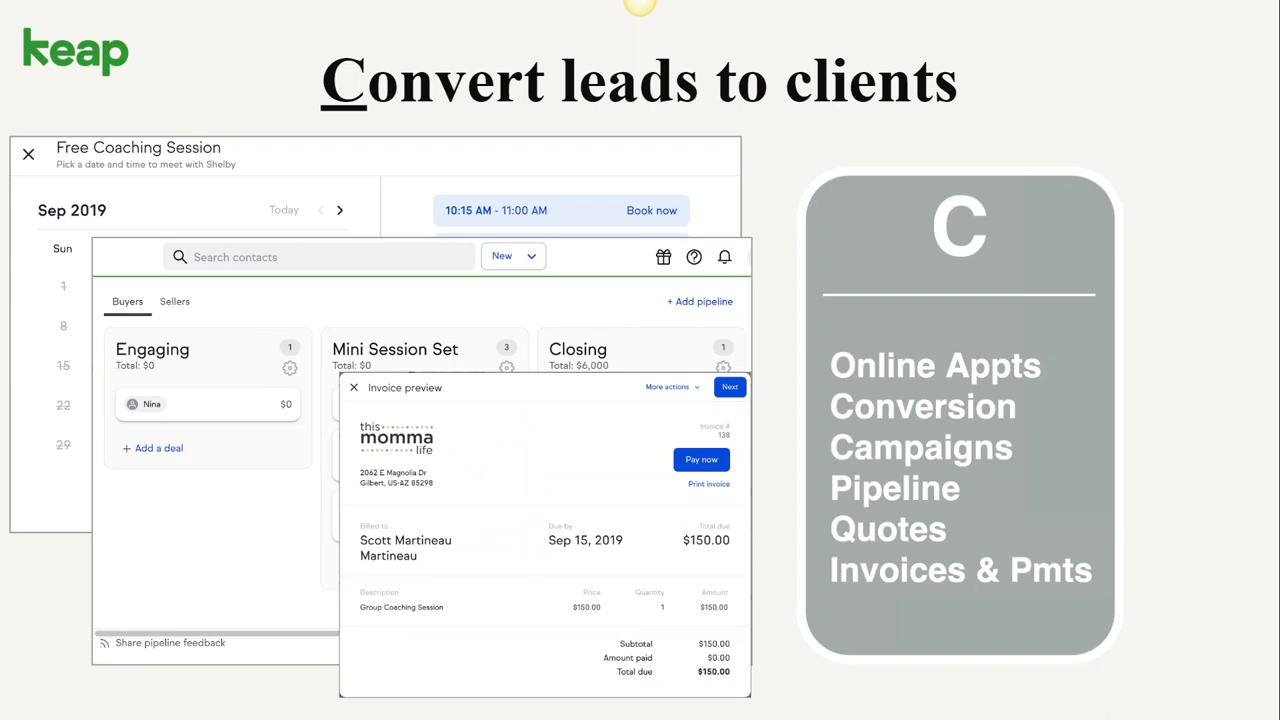 keap
Convert leads to clients
Free Coaching Session
Pick a date and time to meet with Shelby
Sep 2019
Today
10:15 AM - 11:00 AM
Book now
Sun
1
8
15
22
29
Search contacts
New
Buyers
Sellers
+ Add pipeline
Engaging
1
Total: $0
Nina
$0
+ Add a deal
Mini Session Set
3
Total: $0
Closing
1
Total: $6,000
Share pipeline feedback
Invoice preview
More actions
Next
this
momma
life
2062 E Magnolia Dr
Gilbert, US-AZ 85298
Invoice #
138
Pay now
Print invoice
Billed to
Scott Martineau
Martineau
Due by
Sep 15, 2019
Total due
$150.00
Description Price Quantity Amount
Group Coaching Session $150.00 1 $150.00
Subtotal $150.00
Amount paid $0.00
Total due $150.00
C
Online Appts
Conversion
Campaigns
Pipeline
Quotes
Invoices & Pmts